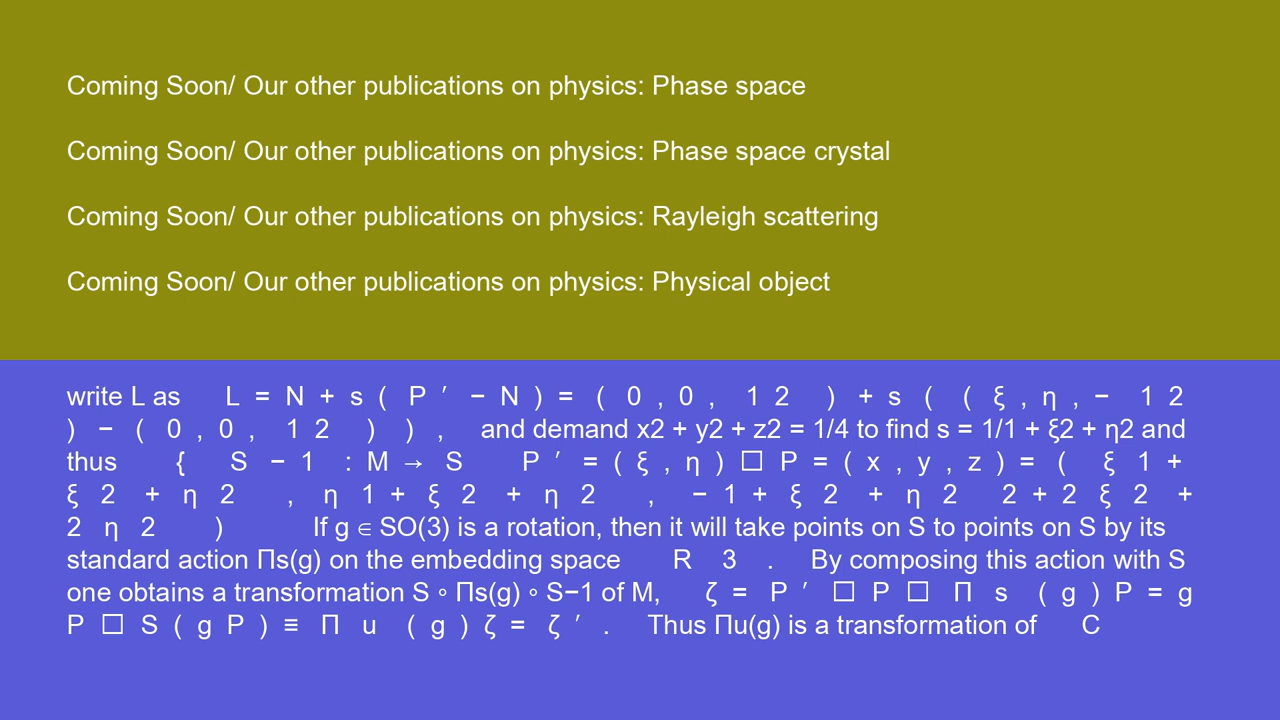 Coming Soon/ Our other publications on physics: Phase space
Coming Soon/ Our other publications on physics: Phase space crystal
Coming Soon/ Our other publications on physics: Rayleigh scattering
Coming Soon/ Our other publications on physics: Physical object
write L as L = N + s ( P ′ − N ) = ( 0 , 0 , 1 2 ) + s ( ( ξ , η , − 1 2
) − ( 0 , 0 , 1 2 ) ) , and demand x2 + y2 + z2 = 1/4 to find s = 1/1 + ξ2 + η2 and
thus { S − 1 : M → S P ′ = ( ξ , η ) □ P = ( x , y , z ) = ( ξ 1 +
ξ 2 + η 2 , η 1 + ξ 2 + η 2 , − 1 + ξ 2 + η 2 2 + 2 ξ 2 +
2 η 2 ) If g ∈ SO(3) is a rotation, then it will take points on S to points on S by its
standard action Πs(g) on the embedding space R 3 . By composing this action with S
one obtains a transformation S ∘ Πs(g) ∘ S−1 of M, ζ = P ′ □ P □ Π s ( g ) P = g
P □ S ( g P ) ≡ Π u ( g ) ζ = ζ ′ . Thus Πu(g) is a transformation of C